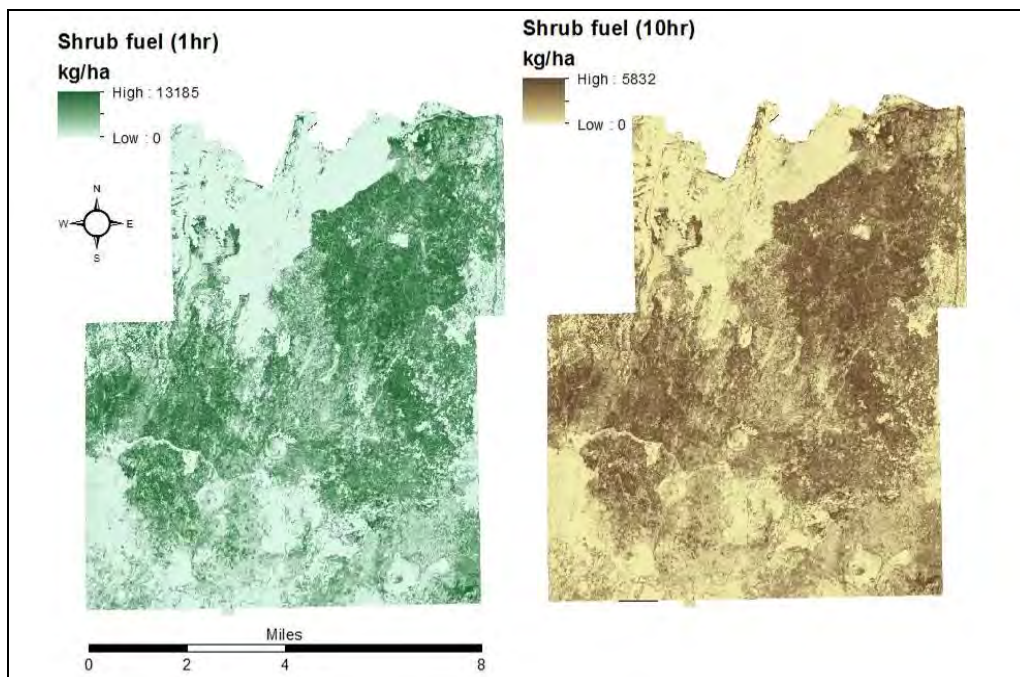 Shrub fuel (1hr)
kg/ha
High : 13185
Low : 0
N
W E
S
Shrub fuel (10hr)
kg/ha
High : 5832
Low : 0
Miles
0 2 4 8